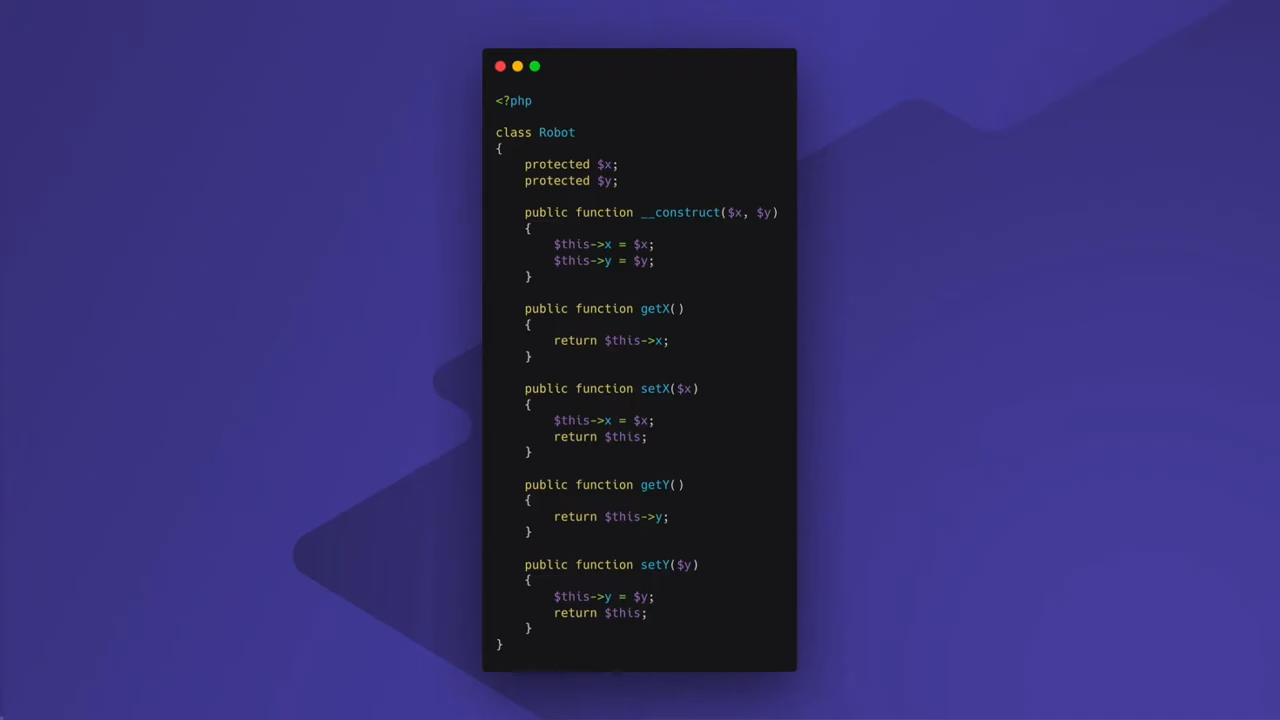 <?php
class Robot
{
    protected $x;
    protected $y;
    public function __construct($x, $y)
    {
        $this->x = $x;
        $this->y = $y;
    }
    public function getX()
    {
        return $this->x;
    }
    public function setX($x)
    {
        $this->x = $x;
        return $this;
    }
    public function getY()
    {
        return $this->y;
    }
    public function setY($y)
    {
        $this->y = $y;
        return $this;
    }
}